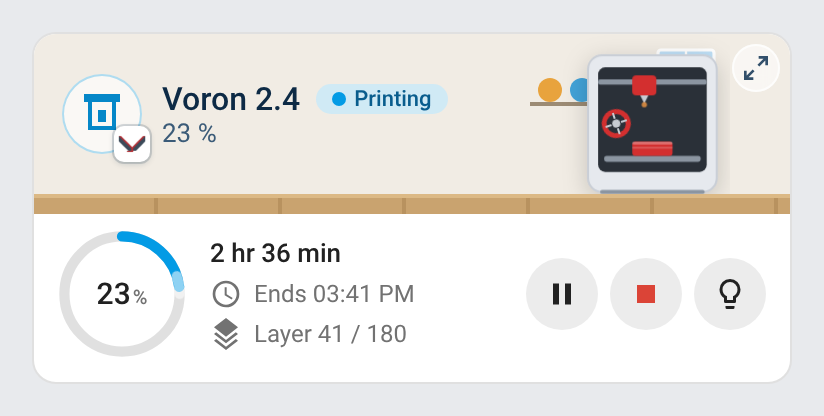 Voron 2.4
Printing
23 %
23%
2 hr 36 min
Ends 03:41 PM
Layer 41 / 180